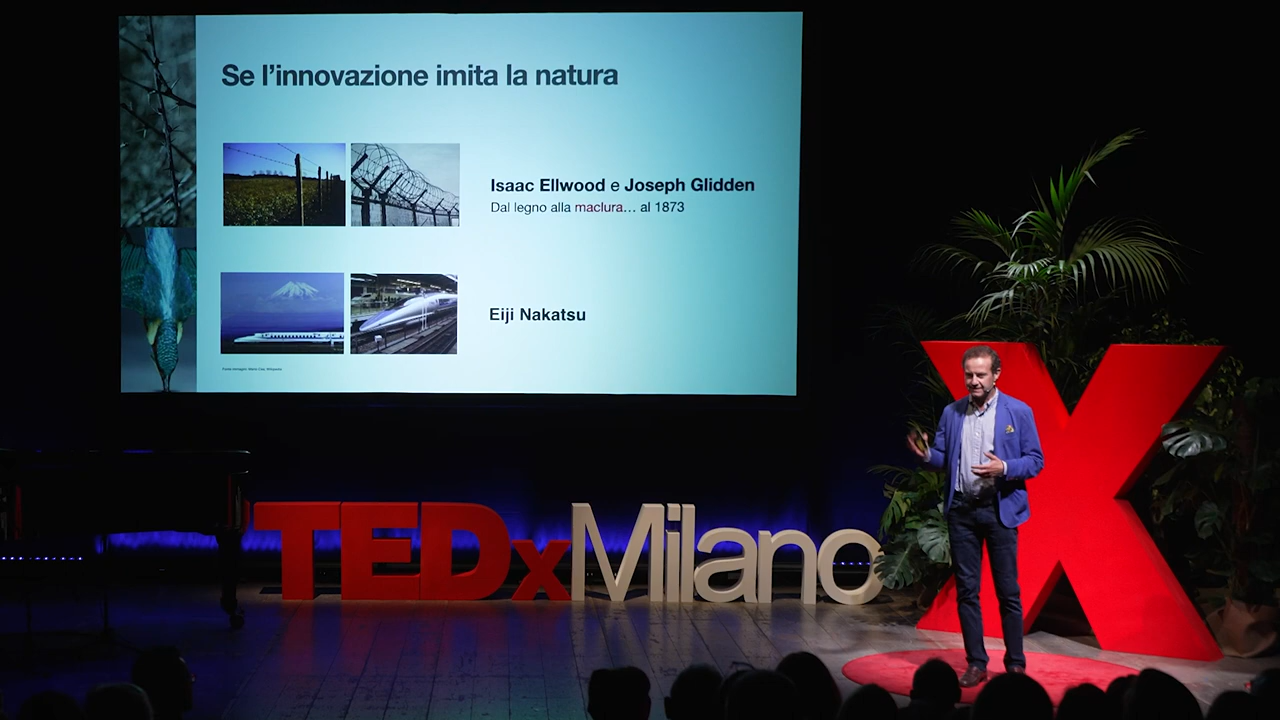 Se l'innovazione imita la natura
Isaac Ellwood e Joseph Glidden
Dal legno alla maclura... al 1873
Eiji Nakatsu
TEDxMilano
X